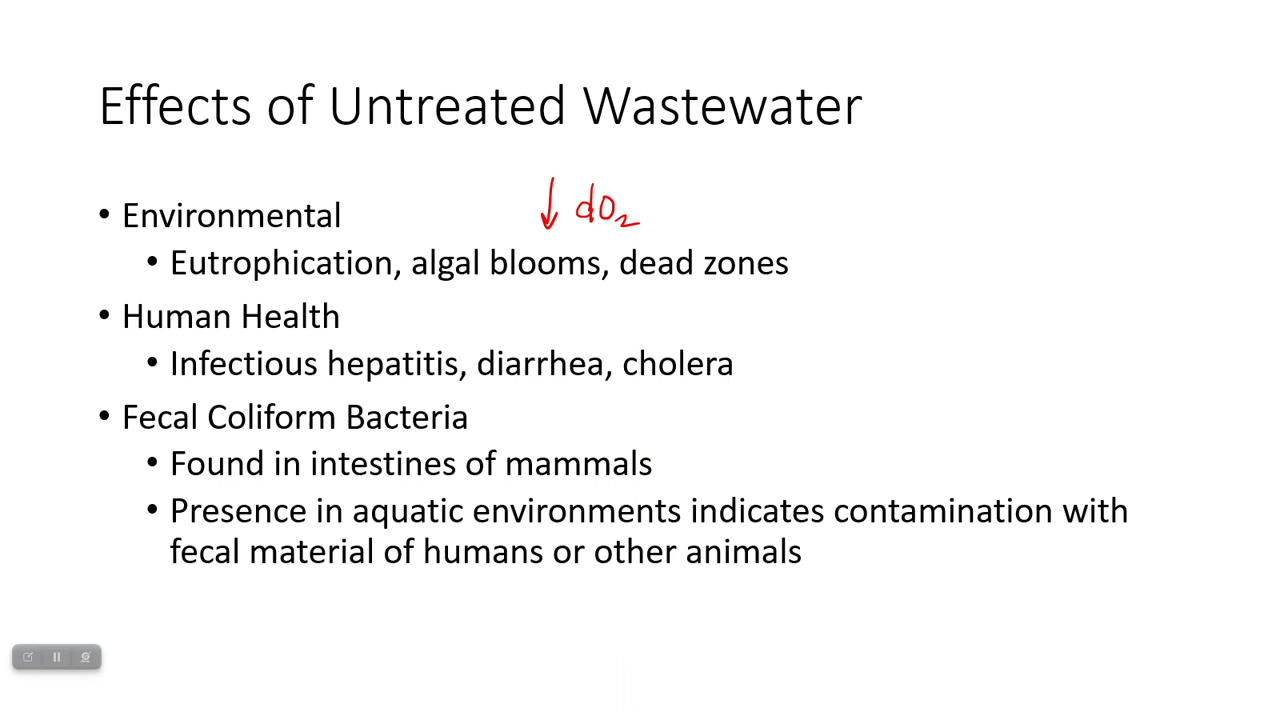 Effects of Untreated Wastewater
↓ dO₂
• Environmental
• Eutrophication, algal blooms, dead zones
• Human Health
• Infectious hepatitis, diarrhea, cholera
• Fecal Coliform Bacteria
• Found in intestines of mammals
• Presence in aquatic environments indicates contamination with
fecal material of humans or other animals